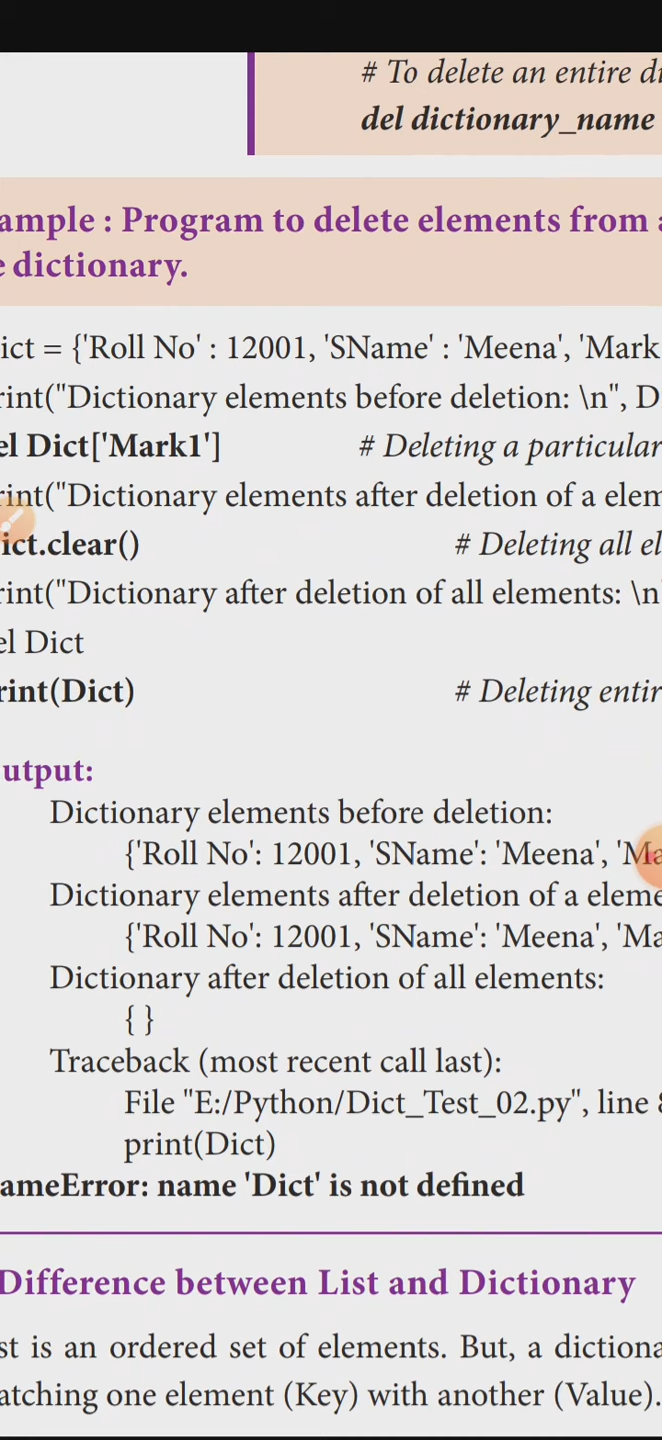 # To delete an entire di
del dictionary_name
ample : Program to delete elements from a
e dictionary.
ict = {'Roll No' : 12001, 'SName' : 'Meena', 'Mark
rint("Dictionary elements before deletion: \n", D
el Dict['Mark1'] # Deleting a particular
rint("Dictionary elements after deletion of a elem
ict.clear() # Deleting all el
rint("Dictionary after deletion of all elements: \n
el Dict
rint(Dict) # Deleting entir
utput:
Dictionary elements before deletion:
{'Roll No': 12001, 'SName': 'Meena', 'Ma
Dictionary elements after deletion of a eleme
{'Roll No': 12001, 'SName': 'Meena', 'Ma
Dictionary after deletion of all elements:
{ }
Traceback (most recent call last):
File "E:/Python/Dict_Test_02.py", line 8
print(Dict)
ameError: name 'Dict' is not defined
Difference between List and Dictionary
st is an ordered set of elements. But, a dictiona
atching one element (Key) with another (Value).